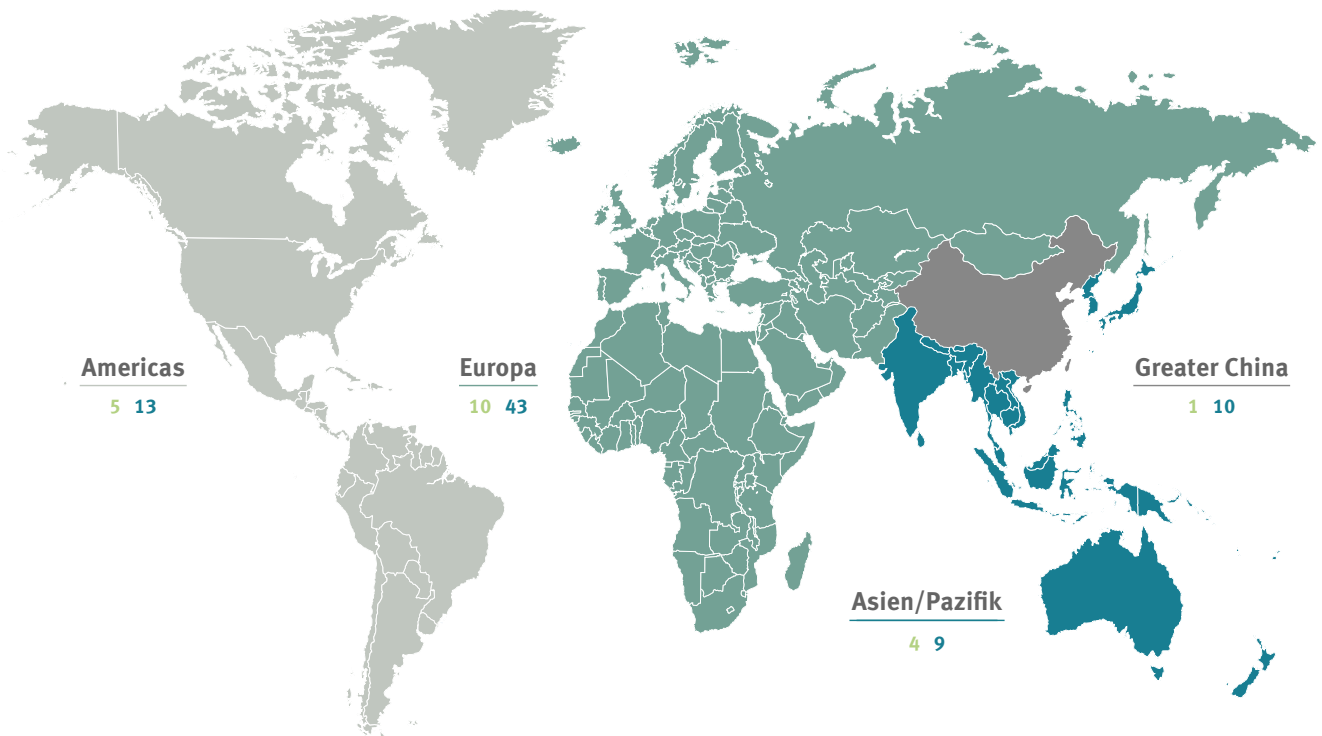 Americas
5 13
Europa
10 43
Greater China
1 10
Asien/Pazifik
4 9